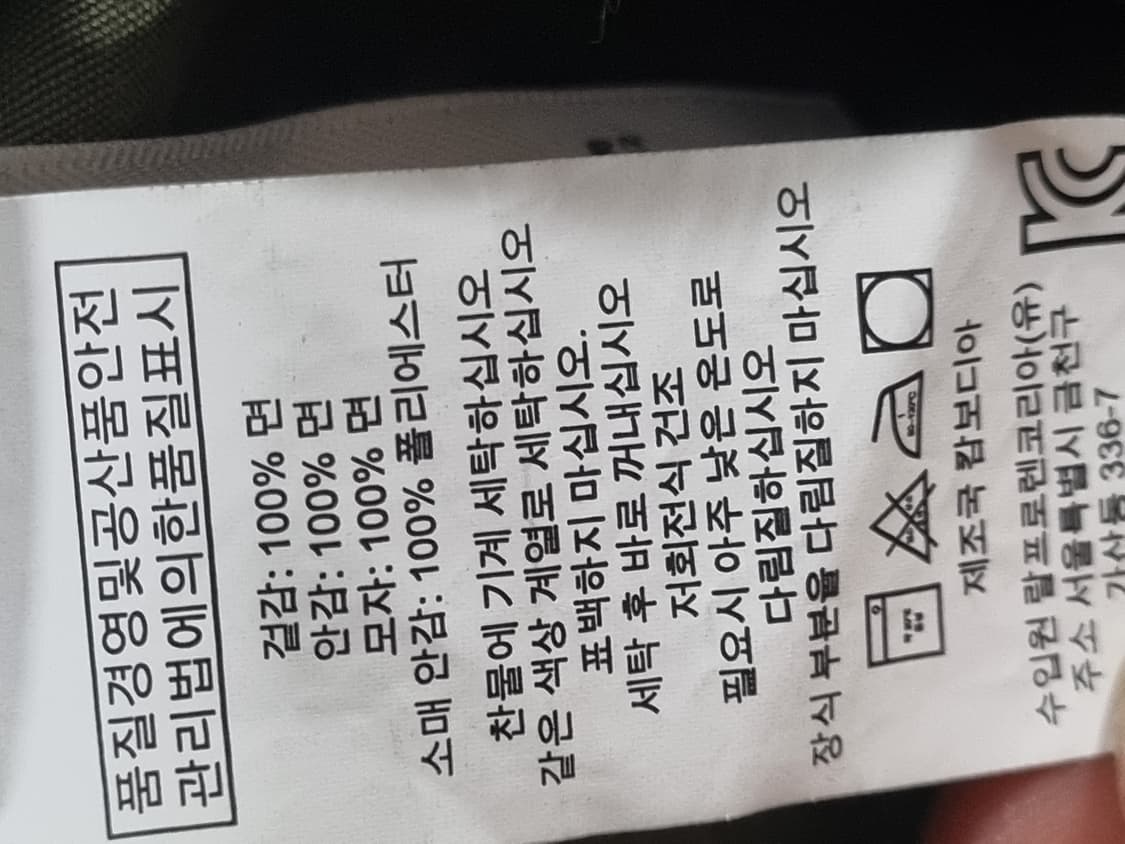 품질경영및공산품안전
관리법에의한품질표시
겉감: 100% 면
안감: 100% 면
모자: 100% 면
소매 안감: 100% 폴리에스터
찬물에 기계 세탁하십시오
같은 색상 계열로 세탁하십시오
표백하지 마십시오.
세탁 후 바로 꺼내십시오
저회전식 건조
필요시 아주 낮은 온도로
다림질하십시오
장식 부분을 다림질하지 마십시오
제조국 캄보디아
수입원 랄프로렌코리아(유)
주소 서울특별시 금천구
가산동 336-7
KC